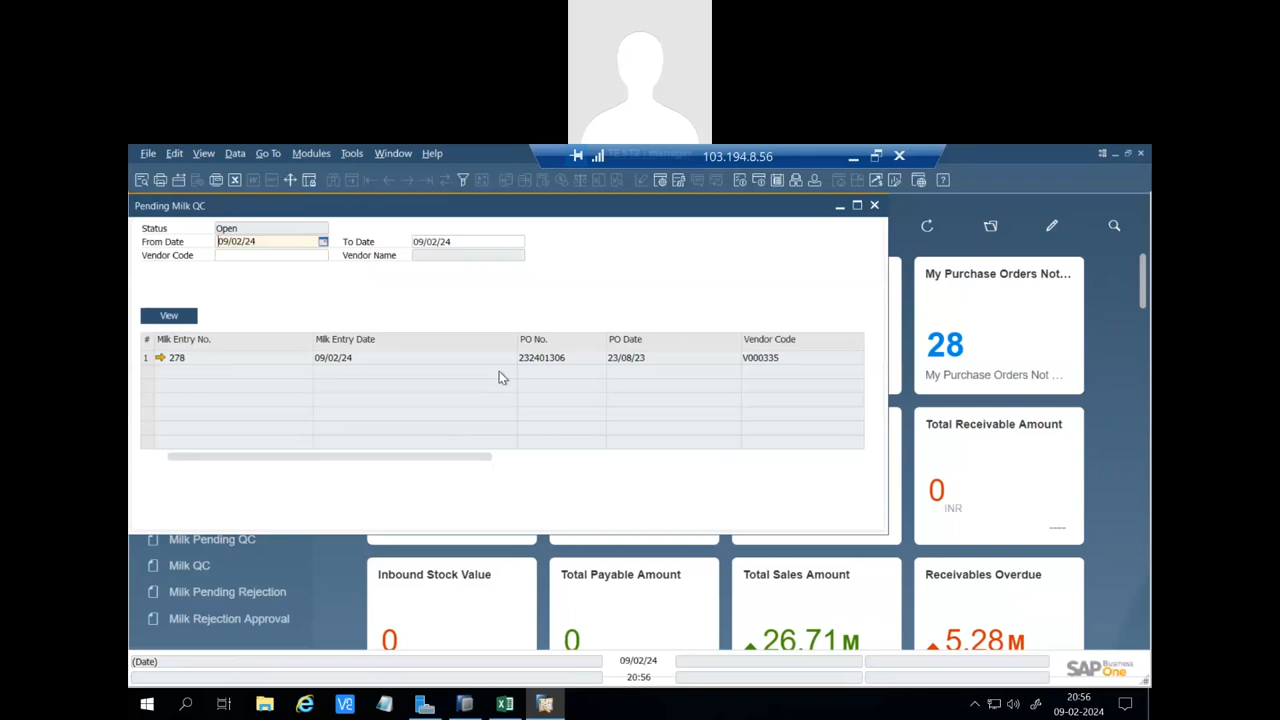 File Edit View Data Go To Modules Tools Window Help
103.194.8.56
Pending Milk QC
Status Open
From Date 09/02/24 To Date 09/02/24
Vendor Code Vendor Name
View
# Milk Entry No. Milk Entry Date PO No. PO Date Vendor Code
1 278 09/02/24 232401306 23/08/23 V000335
My Purchase Orders Not...
28
My Purchase Orders Not ...
Total Receivable Amount
0
INR
----
Milk Pending QC
Milk QC
Milk Pending Rejection
Milk Rejection Approval
Inbound Stock Value
0
Total Payable Amount
0
Total Sales Amount
26.71 M
Receivables Overdue
5.28 M
(Date) 09/02/24
20:56
SAP Business One
20:56
09-02-2024